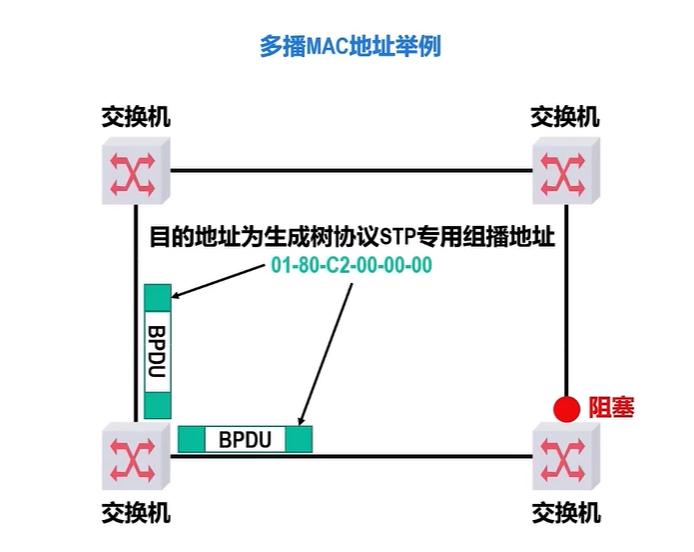 多播MAC地址举例
交换机
交换机
目的地址为生成树协议STP专用组播地址
01-80-C2-00-00-00
BPDU
阻塞
BPDU
交换机
交换机